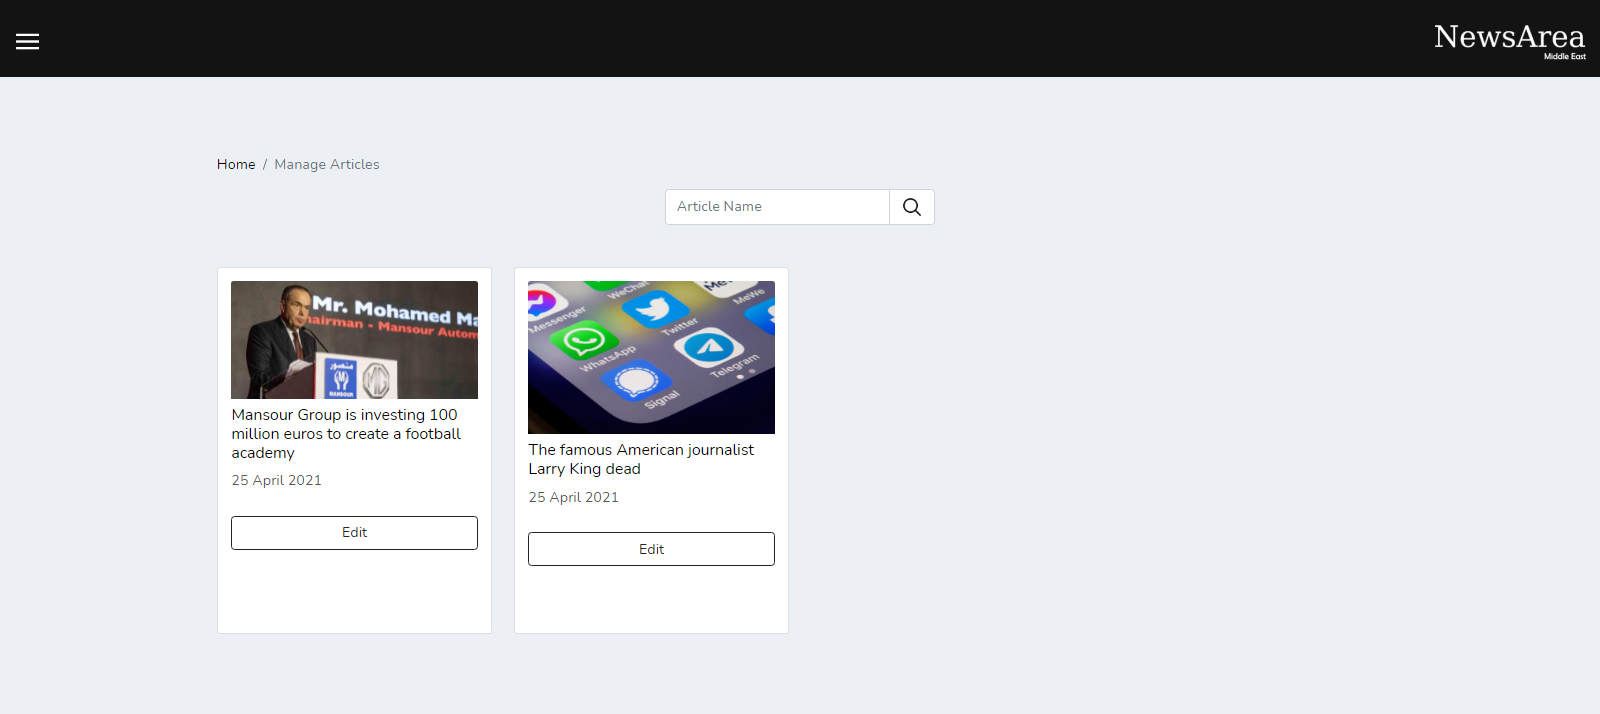 NewsArea
Middle East
Home / Manage Articles
Article Name
Mr. Mohamed Ma
hairman - Mansour Autom
منصور
MANSOUR
MG
Mansour Group is investing 100
million euros to create a football
academy
25 April 2021
Edit
WeChat
MeWe
Messenger
Twitter
WhatsApp
Telegram
Signal
The famous American journalist
Larry King dead
25 April 2021
Edit